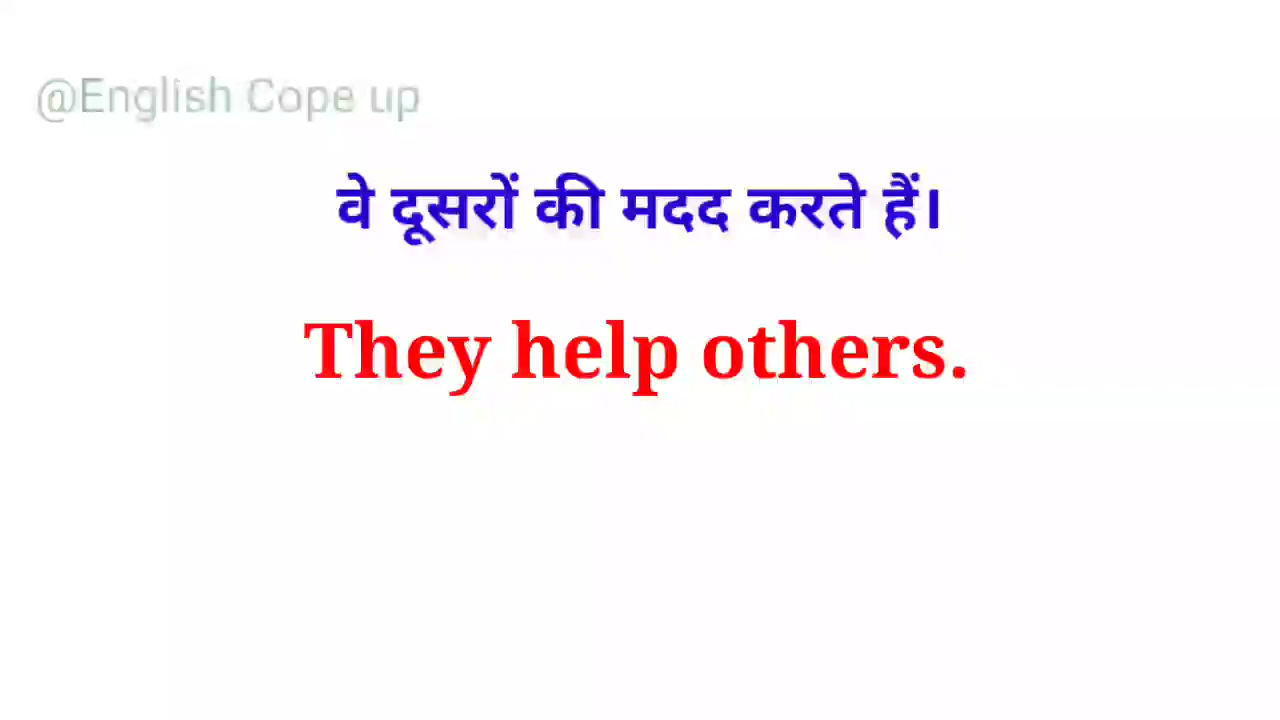 @English Cope up
वे दूसरों की मदद करते हैं।
They help others.